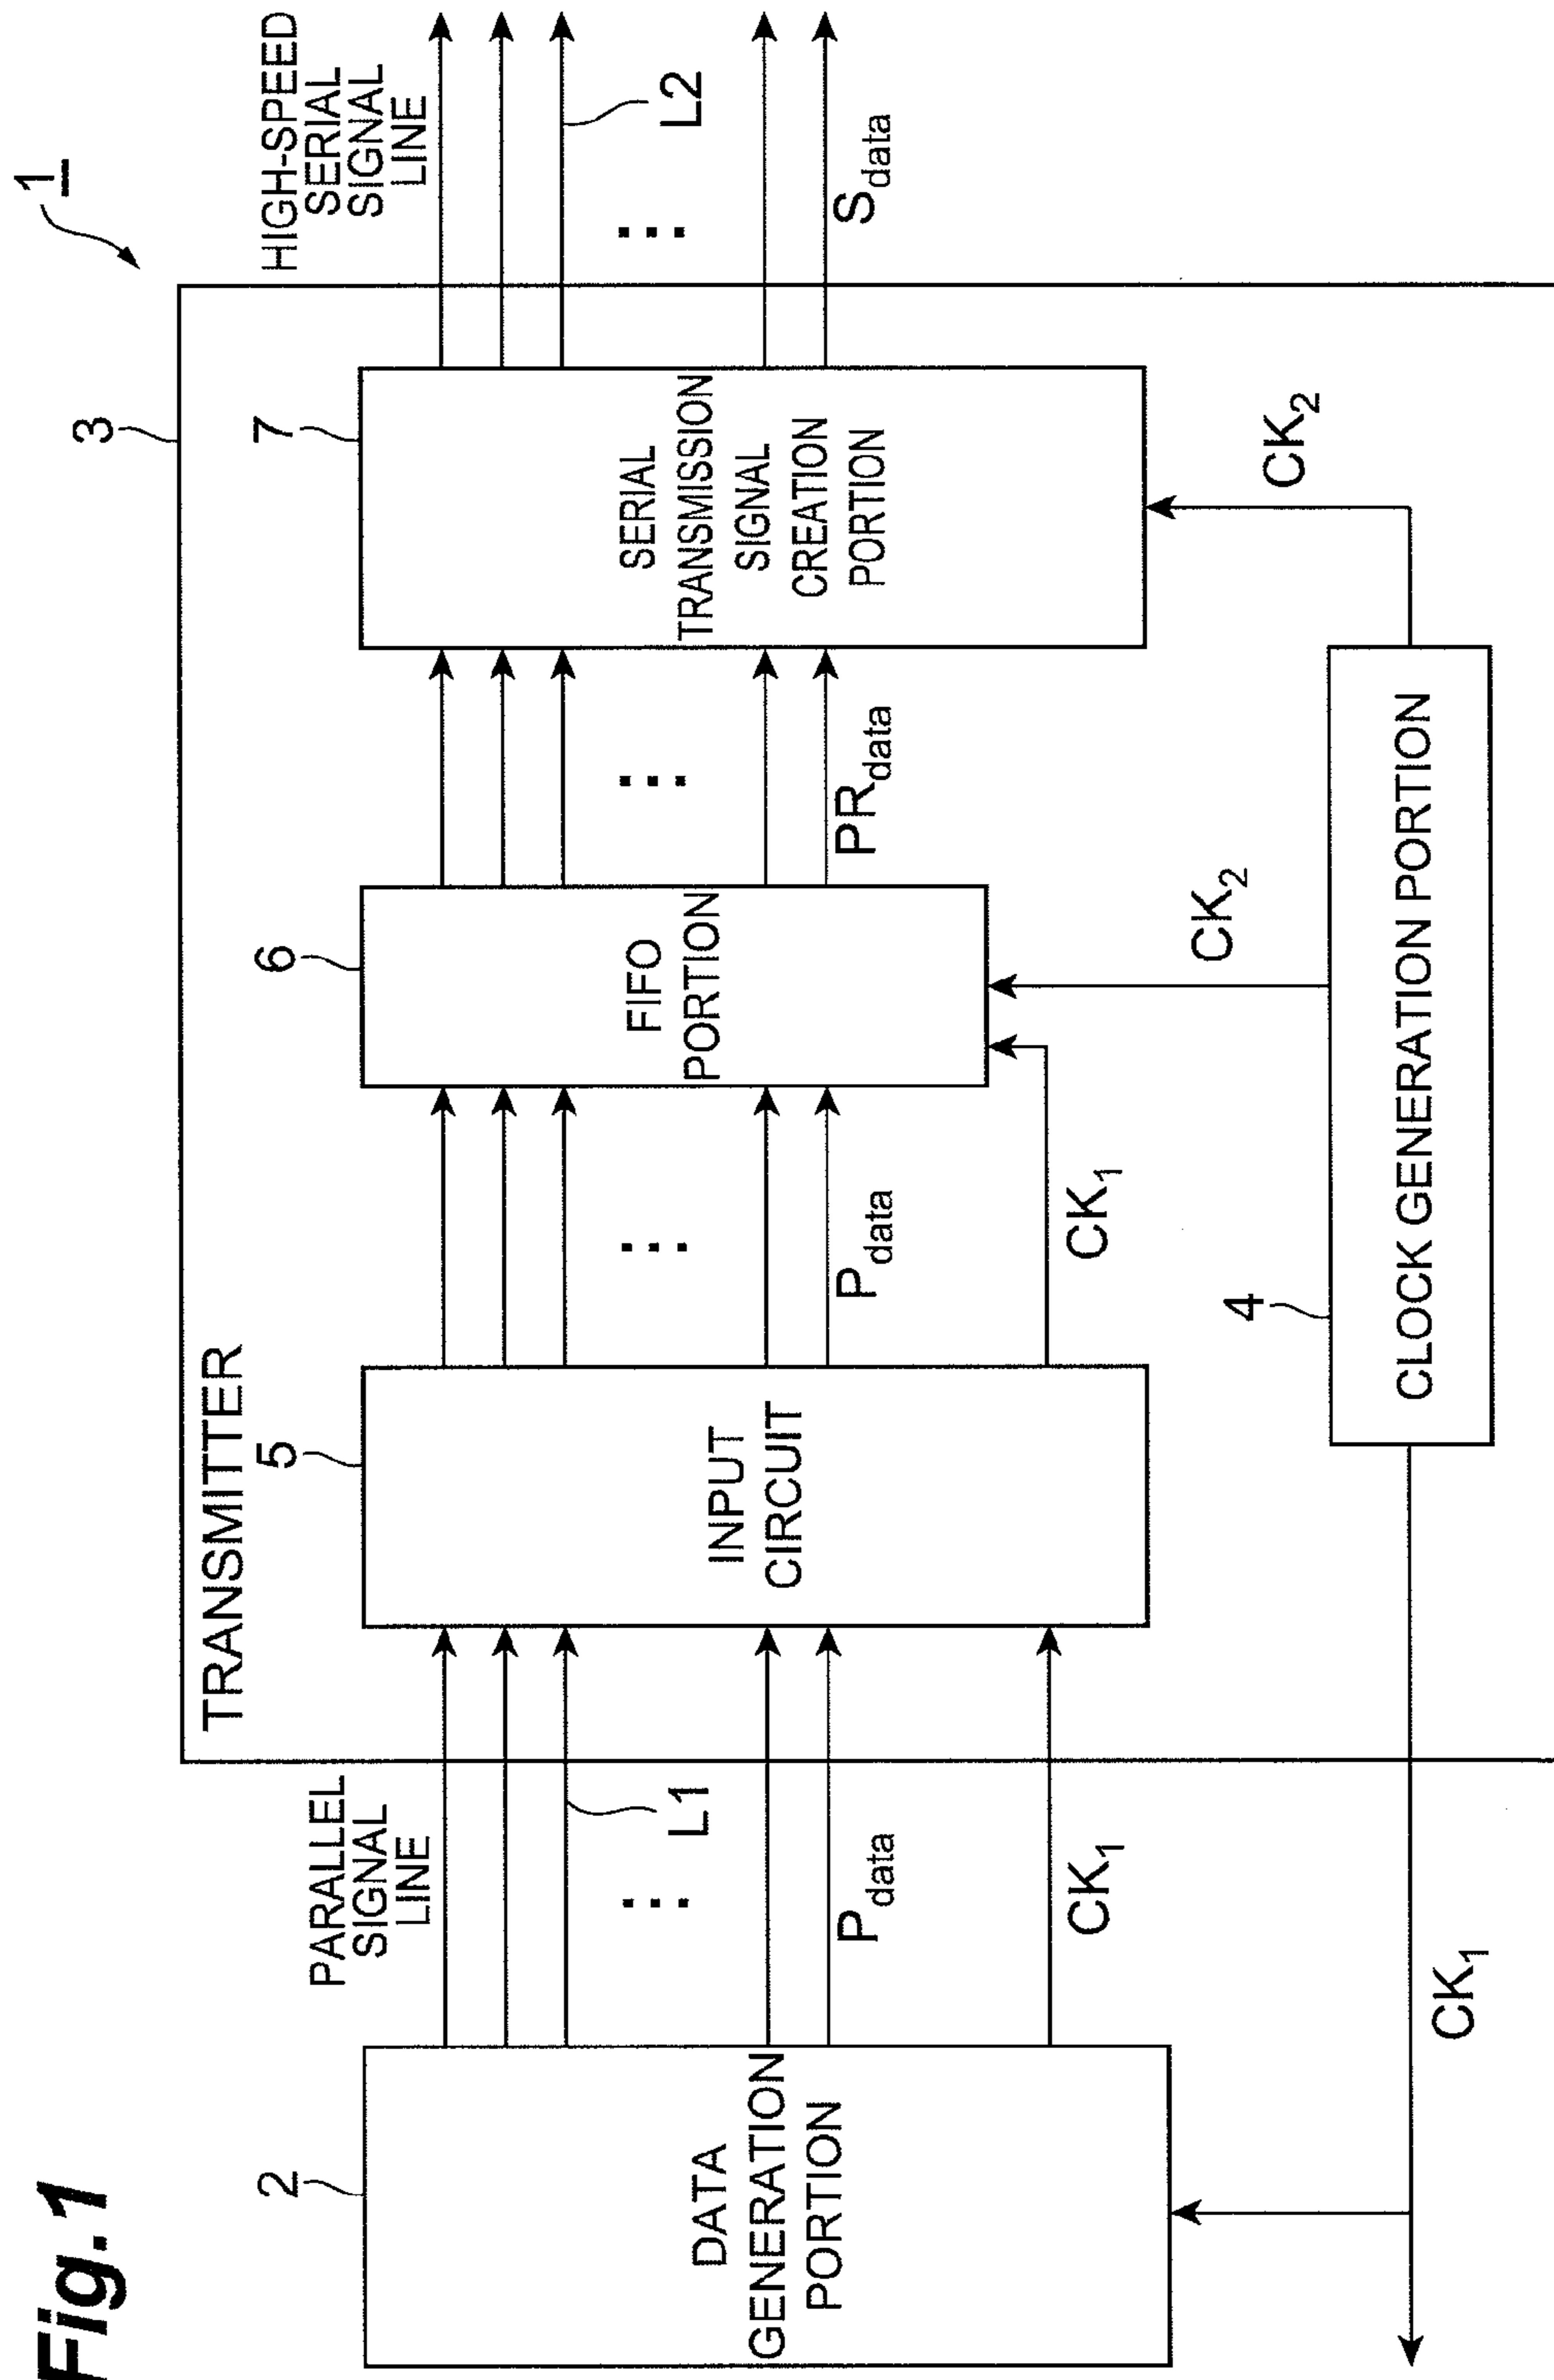 Fig.1
1
HIGH-SPEED
SERIAL
SIGNAL
LINE
3
TRANSMITTER
PARALLEL
SIGNAL
LINE
2
5
6
7
L1
L2
DATA
GENERATION
PORTION
INPUT
CIRCUIT
FIFO
PORTION
SERIAL
TRANSMISSION
SIGNAL
CREATION
PORTION
...
...
...
...
Pdata
Pdata
PRdata
Sdata
CK1
CK1
CK2
CK2
4
CLOCK GENERATION PORTION
CK1